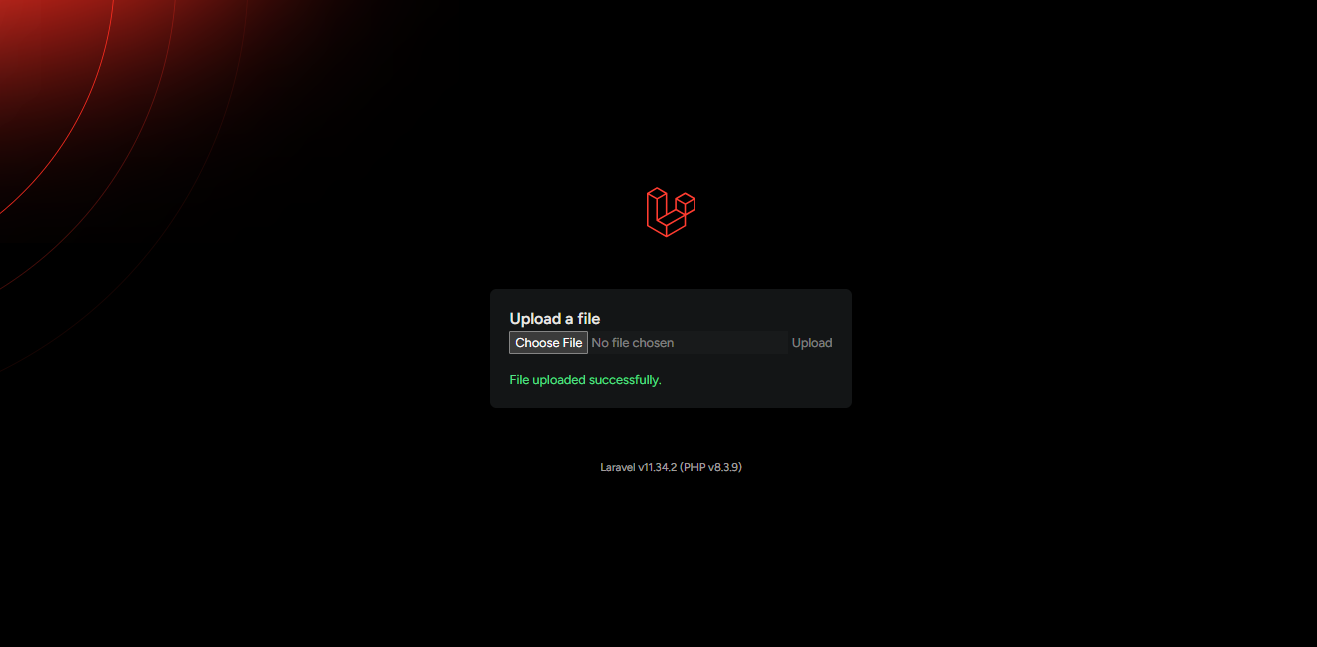 Upload a file
Choose File No file chosen Upload
File uploaded successfully.
Laravel v11.34.2 (PHP v8.3.9)